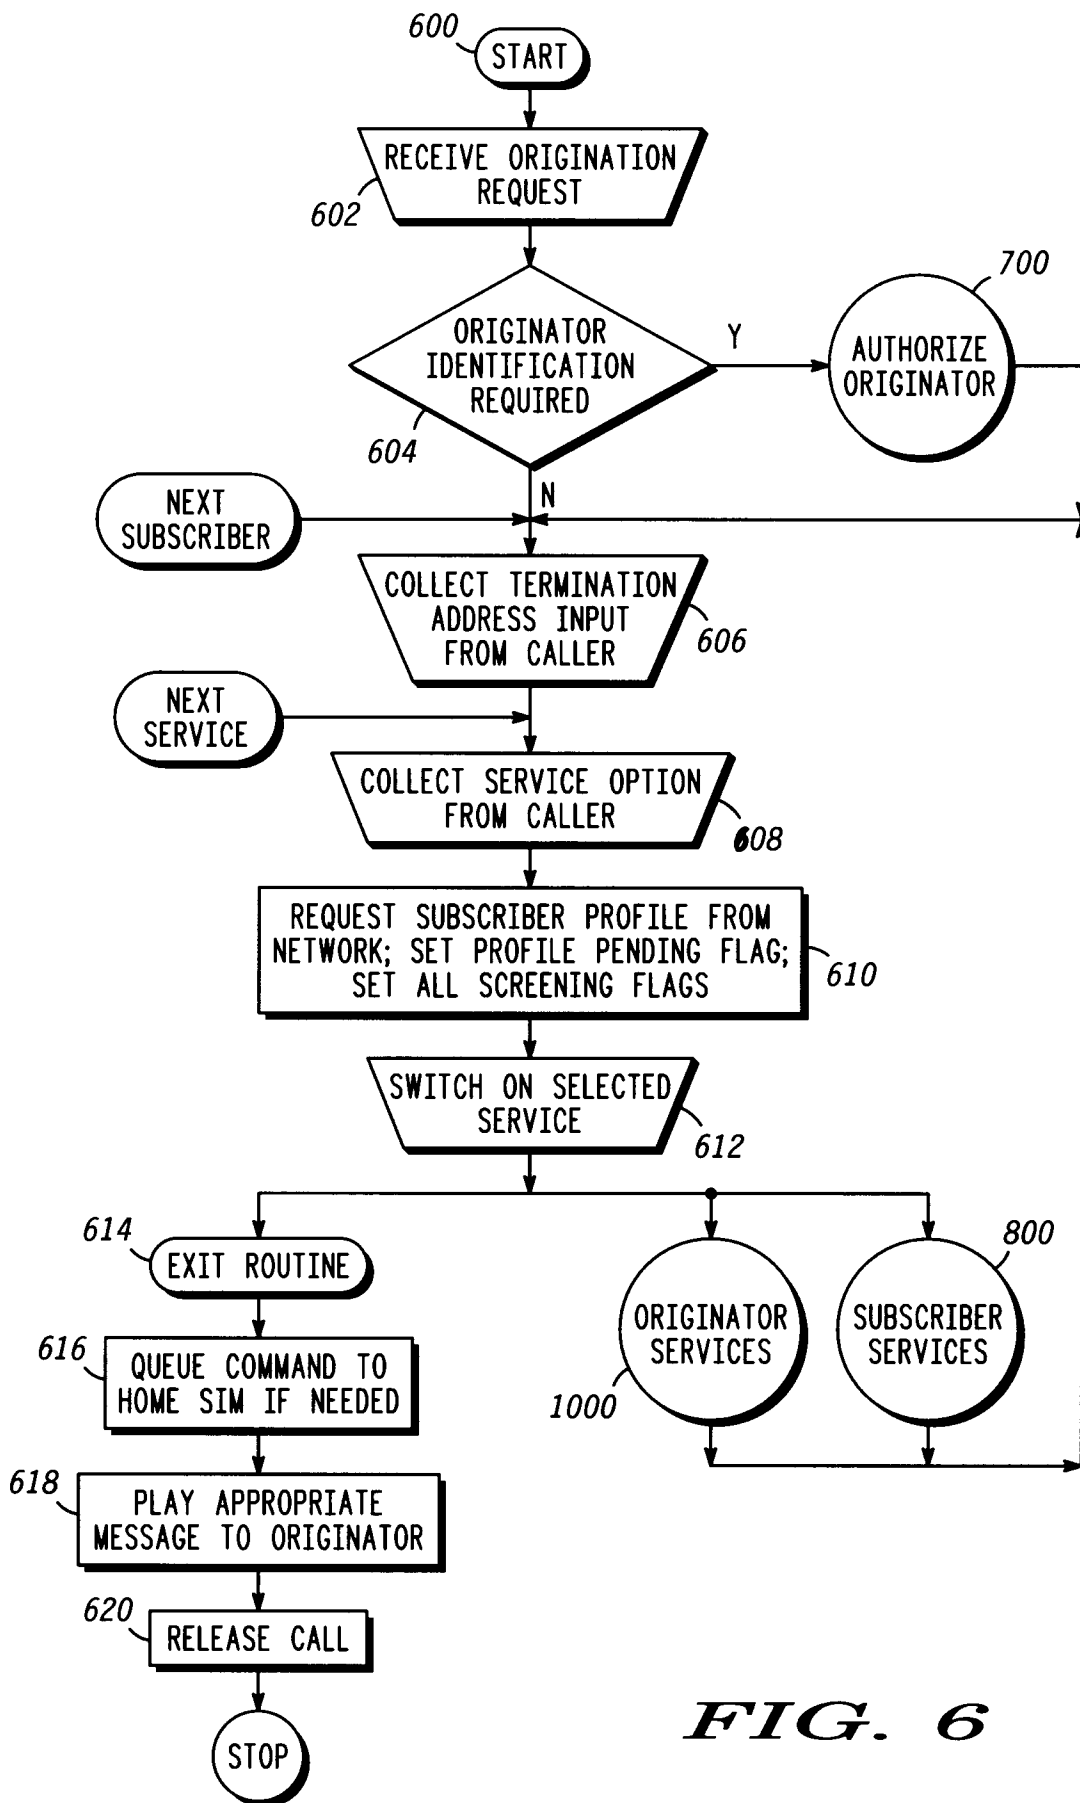 600
START
RECEIVE ORIGINATION
REQUEST
602
ORIGINATOR
IDENTIFICATION
REQUIRED
604
Y
700
AUTHORIZE
ORIGINATOR
N
NEXT
SUBSCRIBER
COLLECT TERMINATION
ADDRESS INPUT
FROM CALLER
606
NEXT
SERVICE
COLLECT SERVICE OPTION
FROM CALLER
608
REQUEST SUBSCRIBER PROFILE FROM
NETWORK; SET PROFILE PENDING FLAG;
SET ALL SCREENING FLAGS
610
SWITCH ON SELECTED
SERVICE
612
614
EXIT ROUTINE
616
QUEUE COMMAND TO
HOME SIM IF NEEDED
618
PLAY APPROPRIATE
MESSAGE TO ORIGINATOR
620
RELEASE CALL
STOP
ORIGINATOR
SERVICES
1000
800
SUBSCRIBER
SERVICES
FIG. 6